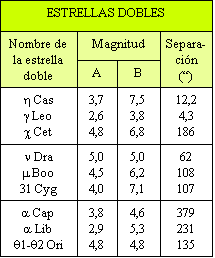 ESTRELLAS DOBLES
Nombre de la estrella doble Magnitud Separa-ción (“)
A B
η Cas 3,7 7,5 12,2
γ Leo 2,6 3,8 4,3
χ Cet 4,8 6,8 186
ν Dra 5,0 5,0 62
μ Boo 4,5 6,2 108
31 Cyg 4,0 7,1 107
α Cap 3,8 4,6 379
α Lib 2,9 5,3 231
θ1-θ2 Ori 4,8 4,8 135